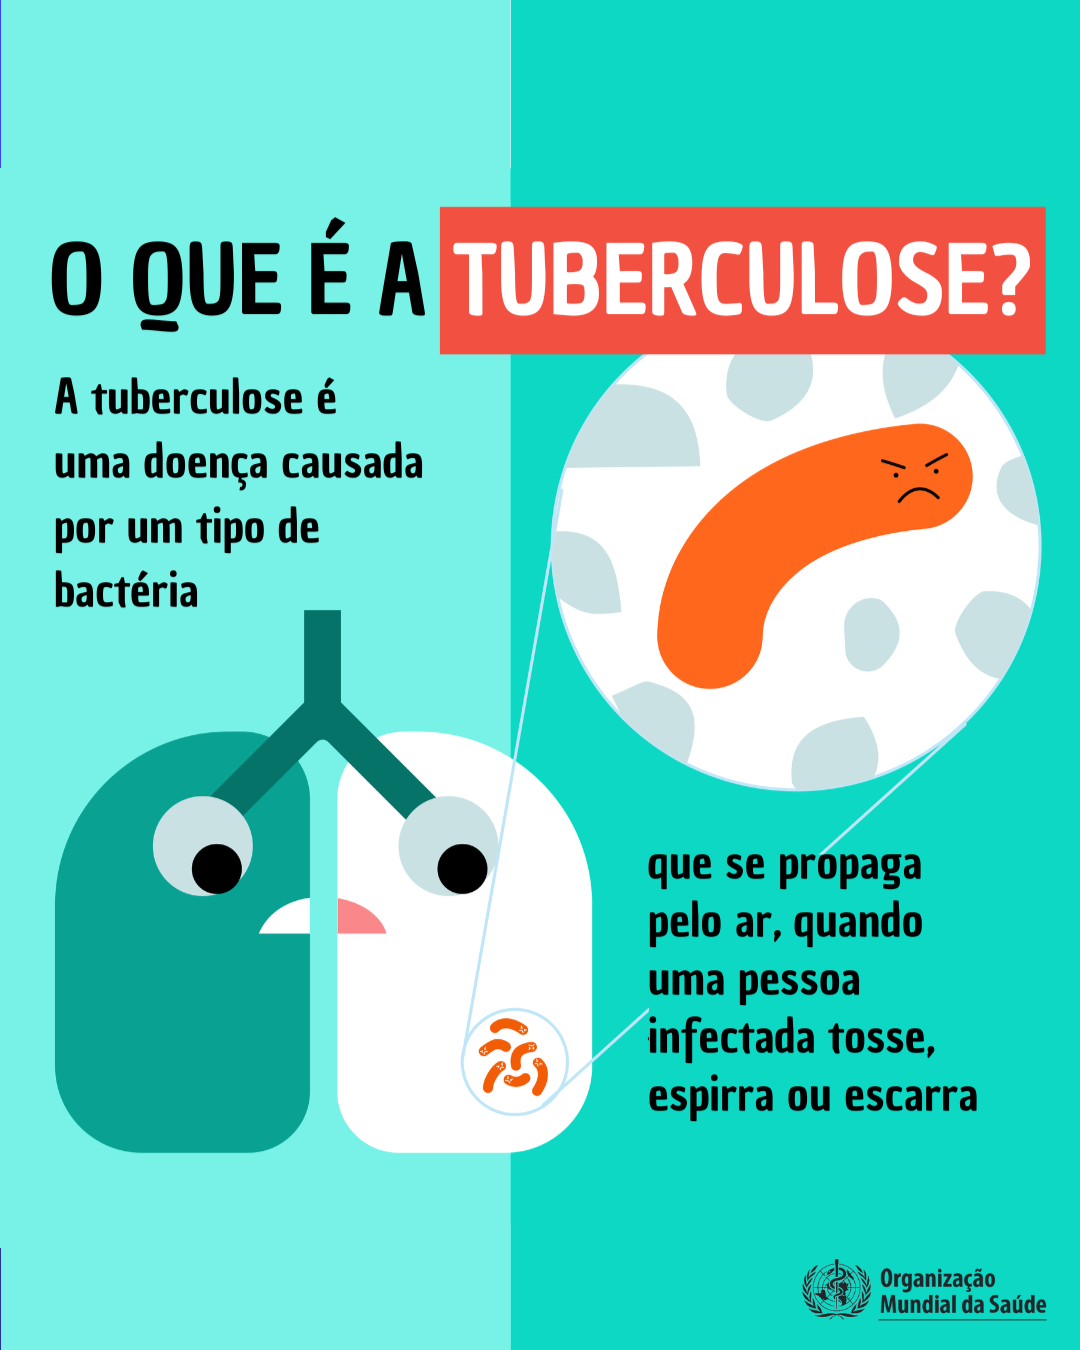 O QUE É A TUBERCULOSE?
A tuberculose é
uma doença causada
por um tipo de
bactéria
que se propaga
pelo ar, quando
uma pessoa
infectada tosse,
espirra ou escarra
Organização
Mundial da Saúde